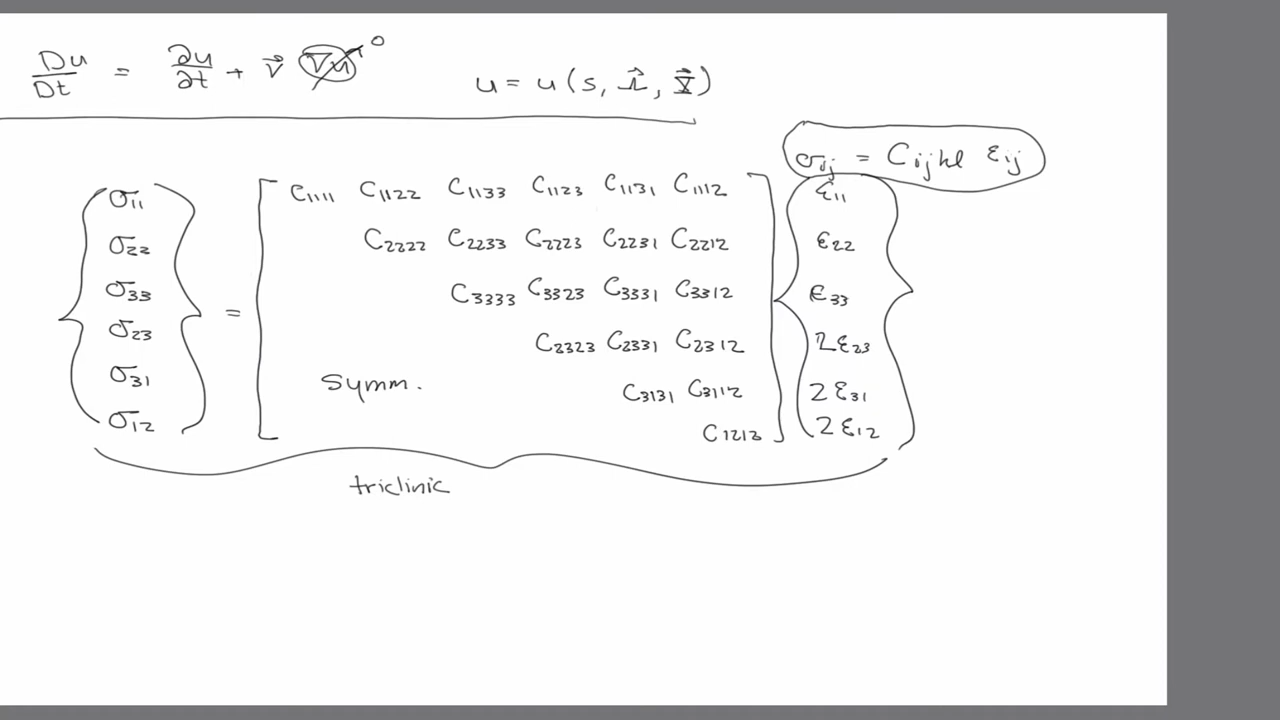 Du/Dt = ∂u/∂t + v⃗ ∇u → 0
u = u(s, r⃗, X⃗)
σij = Cijkl εij
σ11 C1111 C1122 C1133 C1123 C1131 C1112 ε11
σ22 C2222 C2233 C2223 C2231 C2212 ε22
σ33 C3333 C3323 C3331 C3312 ε33
σ23 = C2323 C2331 C2312 2ε23
σ31 Symm. C3131 C3112 2ε31
σ12 C1212 2ε12
triclinic